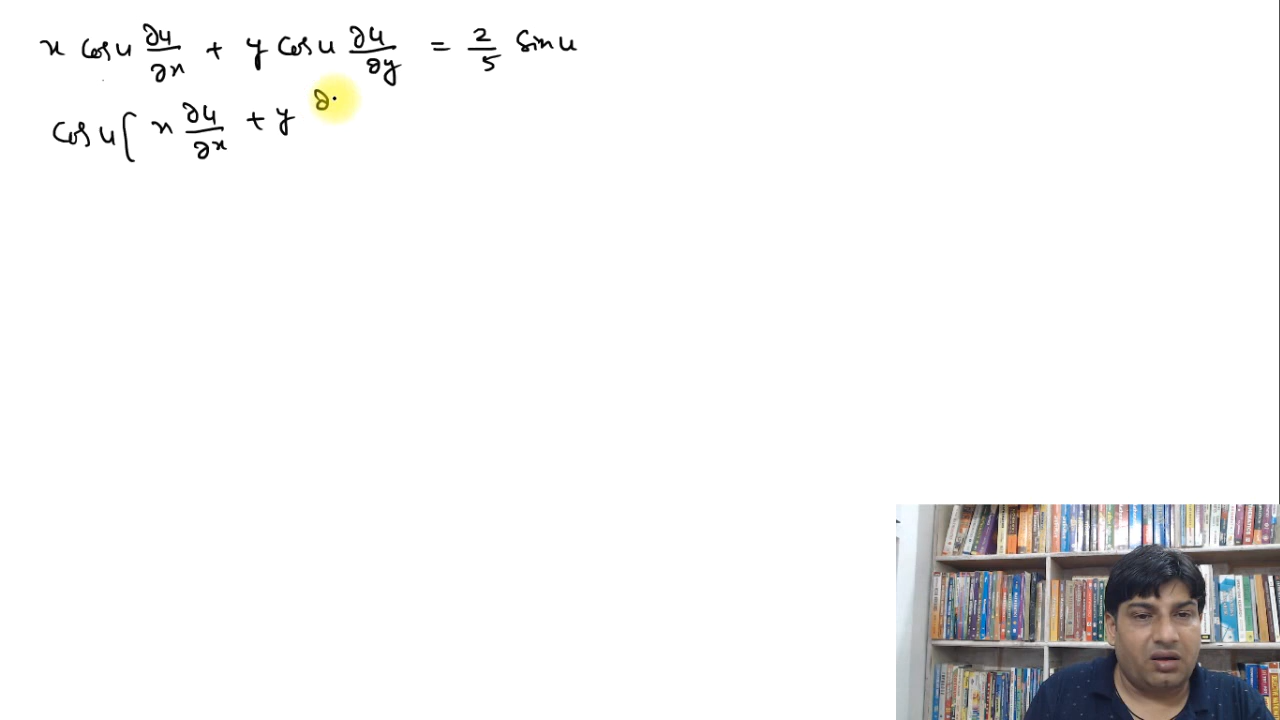 x cos u ∂u/∂x + y cos u ∂u/∂y = 2/5 sin u
cos u [ x ∂u/∂x + y ∂